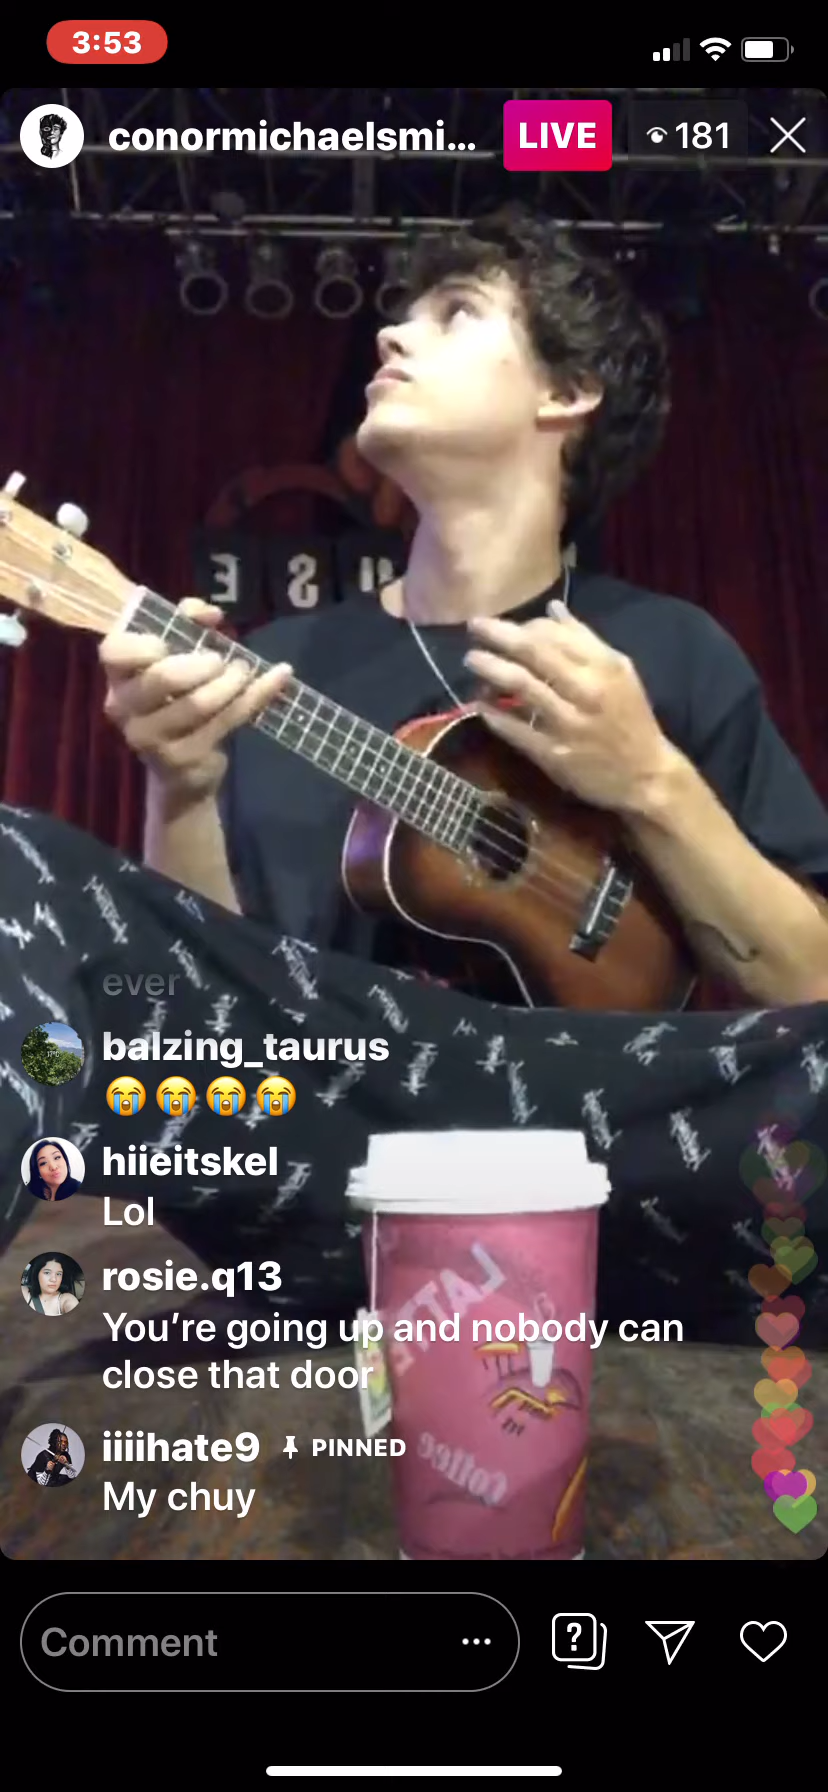 3:53
conormichaelsmi...
LIVE
181
ever
balzing_taurus
😭😭😭😭
hiieitskel
Lol
rosie.q13
You're going up and nobody can
close that door
iiiihate9 PINNED
My chuy
LATTE
Coffee
Comment